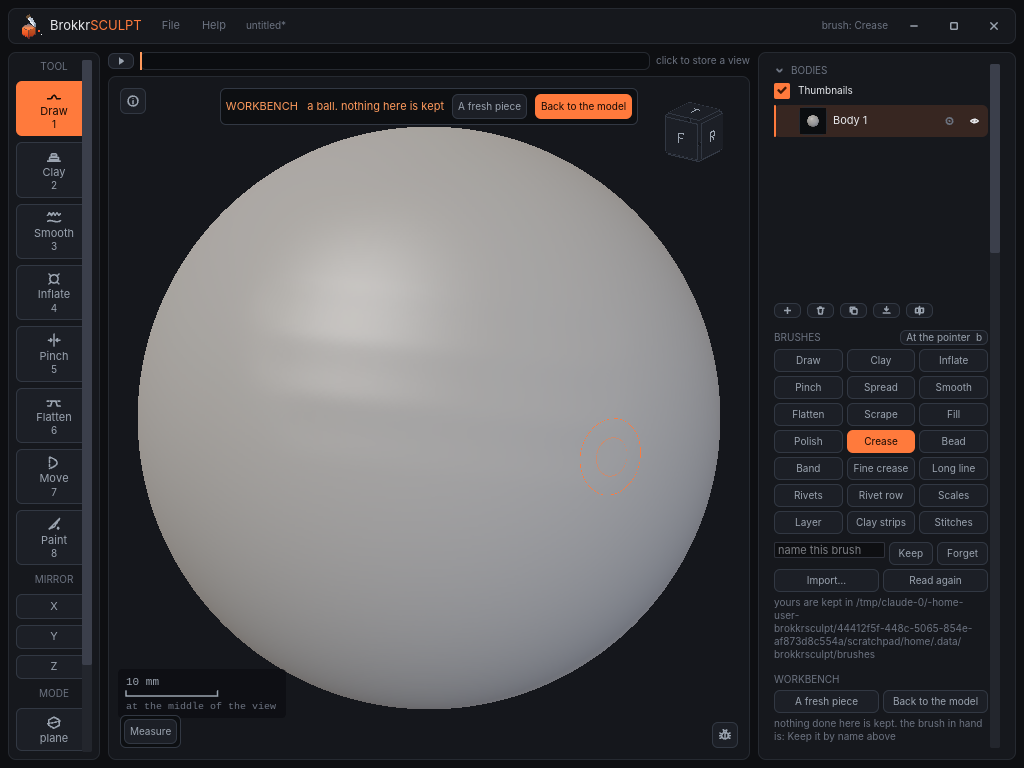 BrokkrSCULPT File Help untitled* brush: Crease
TOOL
Draw
1
Clay
2
Smooth
3
Inflate
4
Pinch
5
Flatten
6
Move
7
Paint
8
MIRROR
X
Y
Z
MODE
plane
click to store a view
WORKBENCH a ball. nothing here is kept A fresh piece Back to the model
F R
10 mm
at the middle of the view
Measure
BODIES
Thumbnails
Body 1
BRUSHES At the pointer b
Draw Clay Inflate
Pinch Spread Smooth
Flatten Scrape Fill
Polish Crease Bead
Band Fine crease Long line
Rivets Rivet row Scales
Layer Clay strips Stitches
name this brush Keep Forget
Import... Read again
yours are kept in /tmp/claude-0/-home-
user-
brokkrsculpt/44412f5f-448c-5065-854e-
af873d8c554a/scratchpad/home/.data/
brokkrsculpt/brushes
WORKBENCH
A fresh piece Back to the model
nothing done here is kept. the brush in hand
is: Keep it by name above